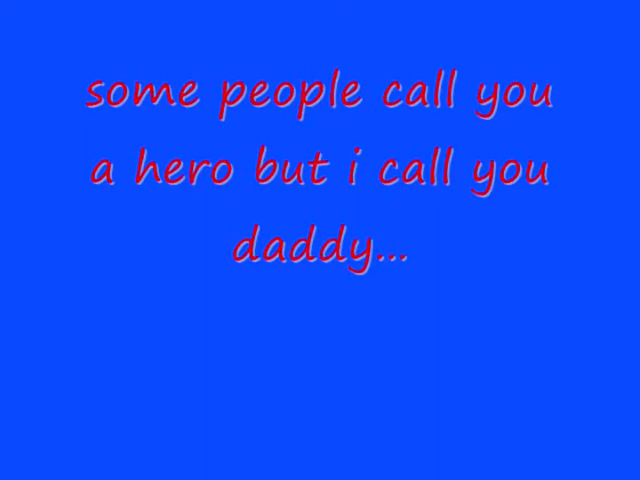 some people call you
a hero but i call you
daddy...